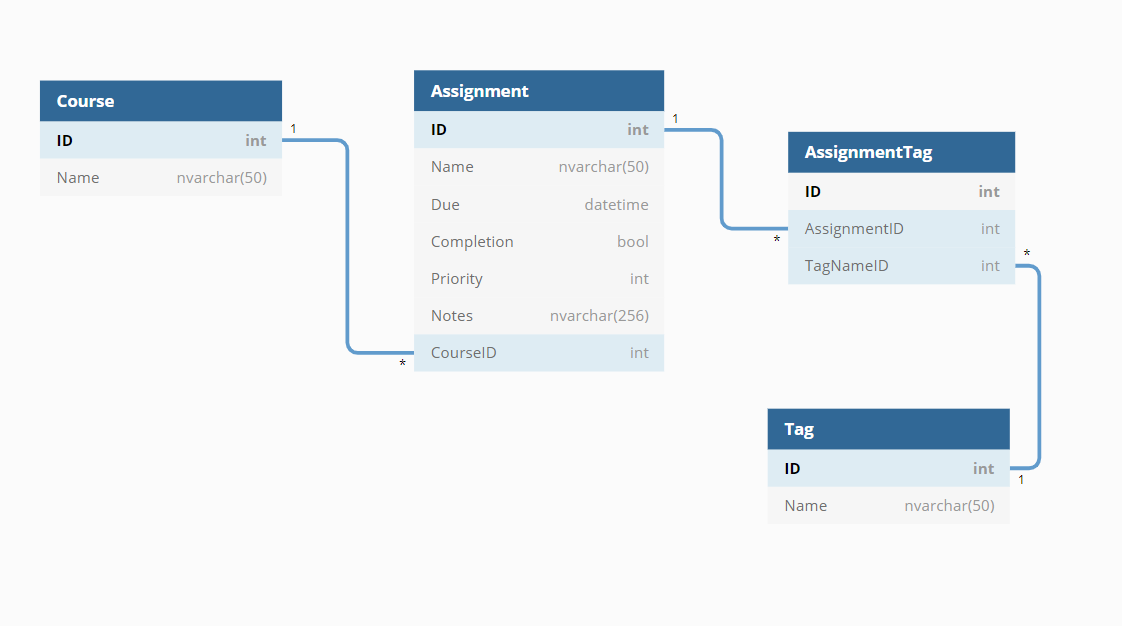 Course
ID int
Name nvarchar(50)
1
*
Assignment
ID int
Name nvarchar(50)
Due datetime
Completion bool
Priority int
Notes nvarchar(256)
CourseID int
1
*
AssignmentTag
ID int
AssignmentID int
TagNameID int
*
1
Tag
ID int
Name nvarchar(50)